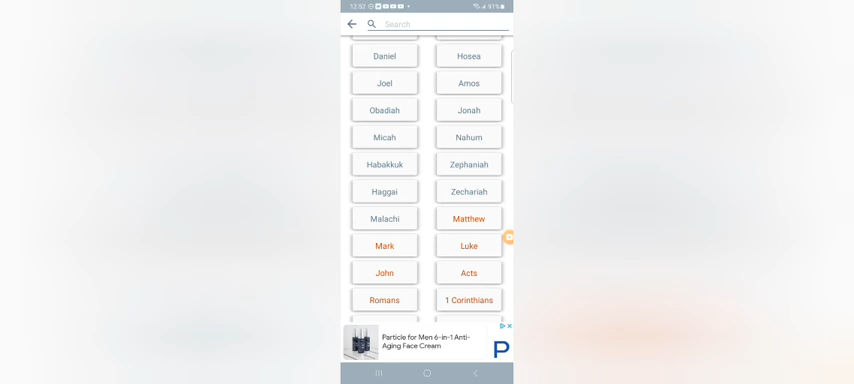 12:52 91%
Search
Daniel Hosea
Joel Amos
Obadiah Jonah
Micah Nahum
Habakkuk Zephaniah
Haggai Zechariah
Malachi Matthew
Mark Luke
John Acts
Romans 1 Corinthians
Particle for Men 6-in-1 Anti-
Aging Face Cream
P